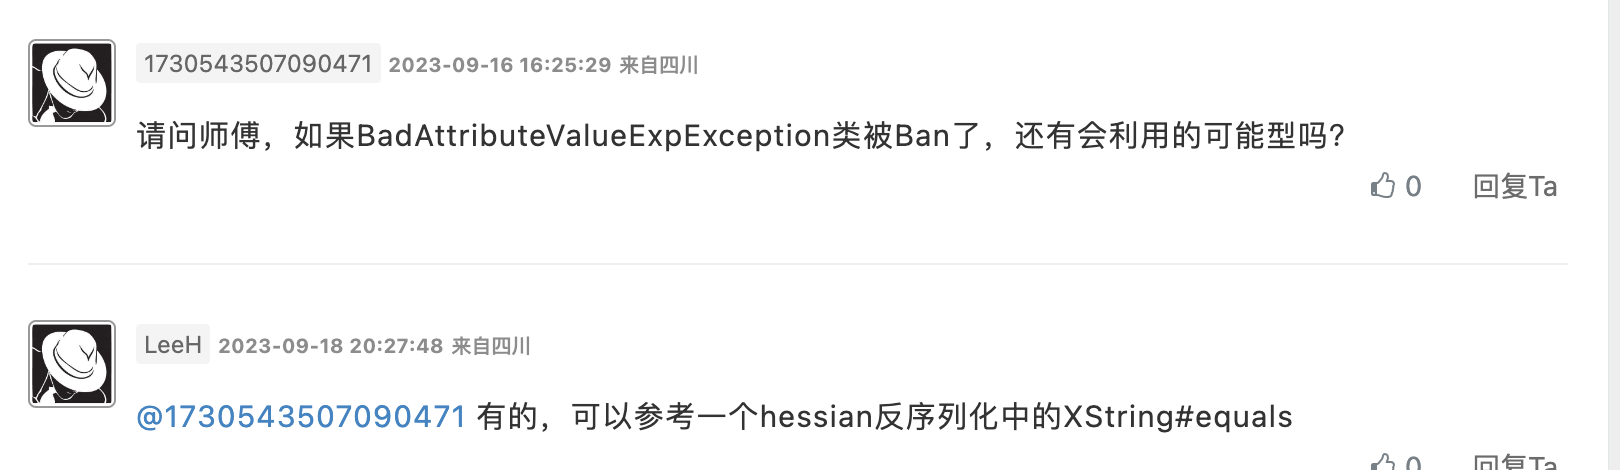 1730543507090471 2023-09-16 16:25:29 来自四川
请问师傅，如果BadAttributeValueExpException类被Ban了，还有会利用的可能型吗?
0 回复Ta
LeeH 2023-09-18 20:27:48 来自四川
@1730543507090471 有的，可以参考一个hessian反序列化中的XString#equals
0 回复Ta